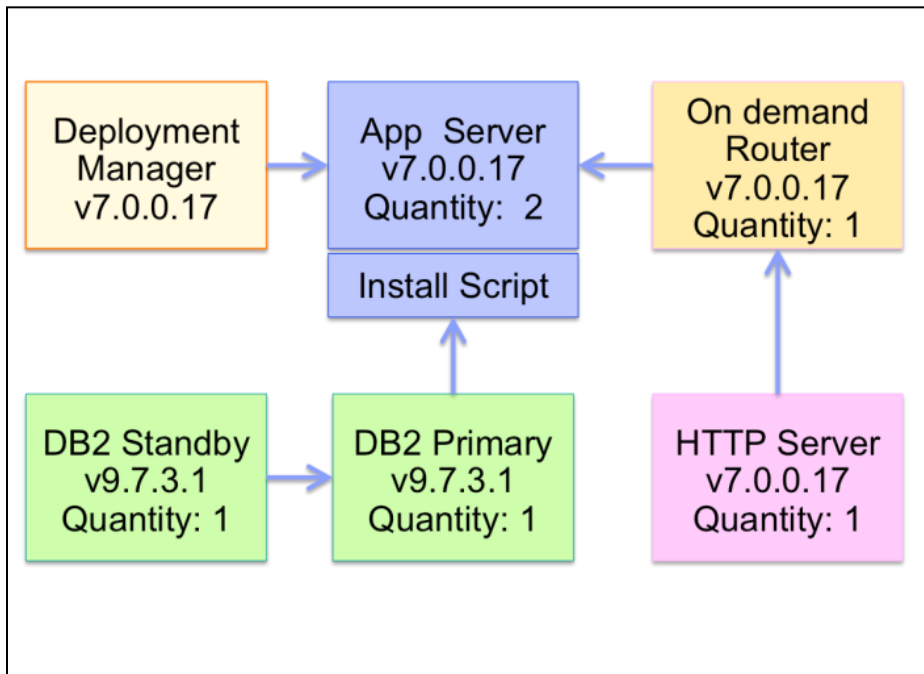 Deployment
Manager
v7.0.0.17
App Server
v7.0.0.17
Quantity: 2
On demand
Router
v7.0.0.17
Quantity: 1
Install Script
DB2 Standby
v9.7.3.1
Quantity: 1
DB2 Primary
v9.7.3.1
Quantity: 1
HTTP Server
v7.0.0.17
Quantity: 1